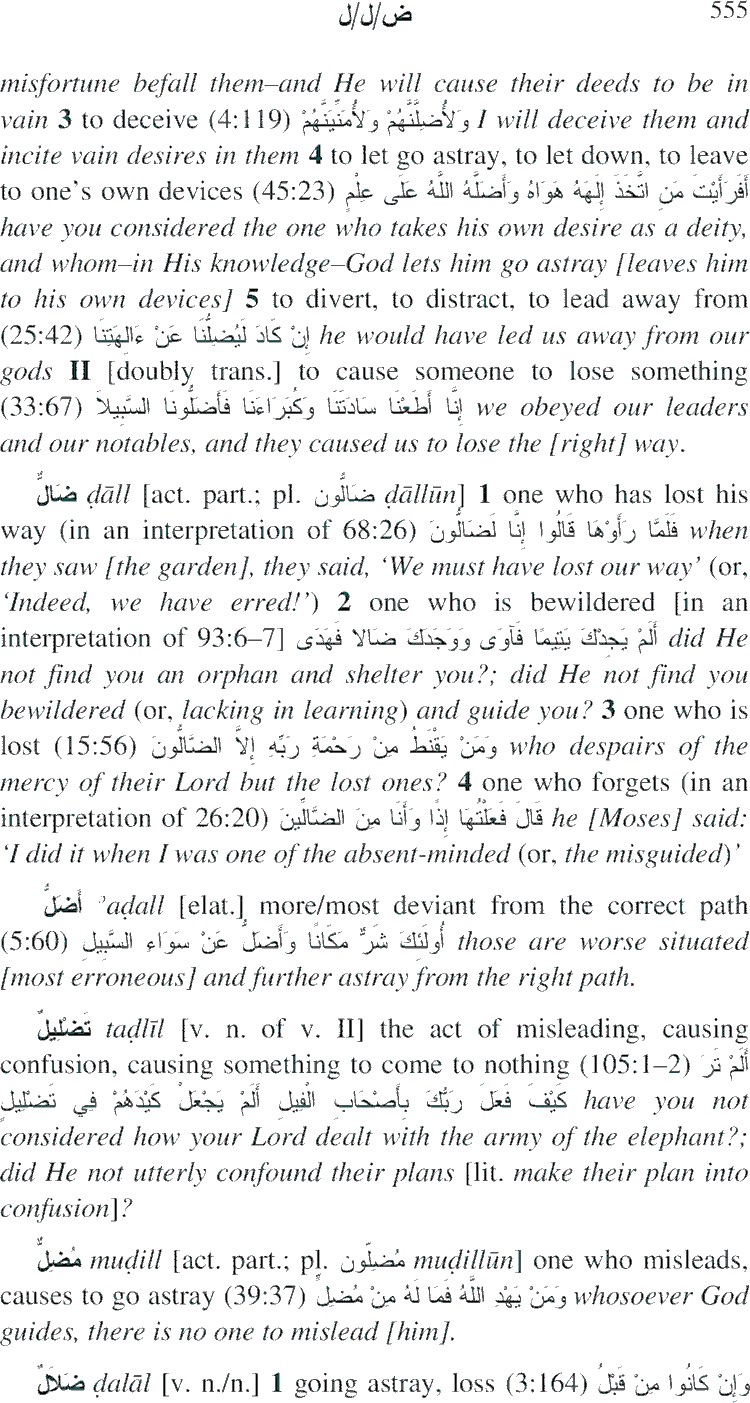 ض/ل/ل 555
misfortune befall them–and He will cause their deeds to be in
vain 3 to deceive (4:119) وَلَأُضِلَّنَّهُمْ وَلَأُمَنِّيَنَّهُمْ I will deceive them and
incite vain desires in them 4 to let go astray, to let down, to leave
to one’s own devices (45:23) أَفَرَأَيْتَ مَنِ اتَّخَذَ إِلَهَهُ هَوَاهُ وَأَضَلَّهُ اللَّهُ عَلَى عِلْمٍ
have you considered the one who takes his own desire as a deity,
and whom–in His knowledge–God lets him go astray [leaves him
to his own devices] 5 to divert, to distract, to lead away from
(25:42) إِنْ كَادَ لَيُضِلُّنَا عَنْ ءَالِهَتِنَا he would have led us away from our
gods II [doubly trans.] to cause someone to lose something
(33:67) إِنَّا أَطَعْنَا سَادَتَنَا وَكُبَرَاءَنَا فَأَضَلُّونَا السَّبِيلاَ we obeyed our leaders
and our notables, and they caused us to lose the [right] way.
ضَالٌّ ḍāll [act. part.; pl. ضَالُّون ḍāllūn] 1 one who has lost his
way (in an interpretation of 68:26) فَلَمَّا رَأَوْهَا قَالُوا إِنَّا لَضَالُّونَ when
they saw [the garden], they said, ‘We must have lost our way’ (or,
‘Indeed, we have erred!’) 2 one who is bewildered [in an
interpretation of 93:6–7] أَلَمْ يَجِدْكَ يَتِيمًا فَآوَى وَوَجَدَكَ ضَالا فَهَدَى did He
not find you an orphan and shelter you?; did He not find you
bewildered (or, lacking in learning) and guide you? 3 one who is
lost (15:56) وَمَنْ يَقْنَطُ مِنْ رَحْمَةِ رَبِّهِ إِلاَّ الضَّالُّونَ who despairs of the
mercy of their Lord but the lost ones? 4 one who forgets (in an
interpretation of 26:20) قَالَ فَعَلْتُهَا إِذًا وَأَنَا مِنَ الضَّالِّينَ he [Moses] said:
‘I did it when I was one of the absent-minded (or, the misguided)’
أَضَلُّ ʾaḍall [elat.] more/most deviant from the correct path
(5:60) أُولَئِكَ شَرٌّ مَكَانًا وَأَضَلُّ عَنْ سَوَاءِ السَّبِيلِ those are worse situated
[most erroneous] and further astray from the right path.
تَضْلِيلٌ taḍlīl [v. n. of v. II] the act of misleading, causing
confusion, causing something to come to nothing (105:1–2) أَلَمْ تَرَ
كَيْفَ فَعَلَ رَبُّكَ بِأَصْحَابِ الْفِيلِ أَلَمْ يَجْعَلْ كَيْدَهُمْ فِي تَضْلِيلٍ have you not
considered how your Lord dealt with the army of the elephant?;
did He not utterly confound their plans [lit. make their plan into
confusion]?
مُضِلٌّ muḍill [act. part.; pl. مُضِلّون muḍillūn] one who misleads,
causes to go astray (39:37) وَمَنْ يَهْدِ اللَّهُ فَمَا لَهُ مِنْ مُضِلٍّ whosoever God
guides, there is no one to mislead [him].
ضَلاَلٌ ḍalāl [v. n./n.] 1 going astray, loss (3:164) وَإِنْ كَانُوا مِنْ قَبْلُ